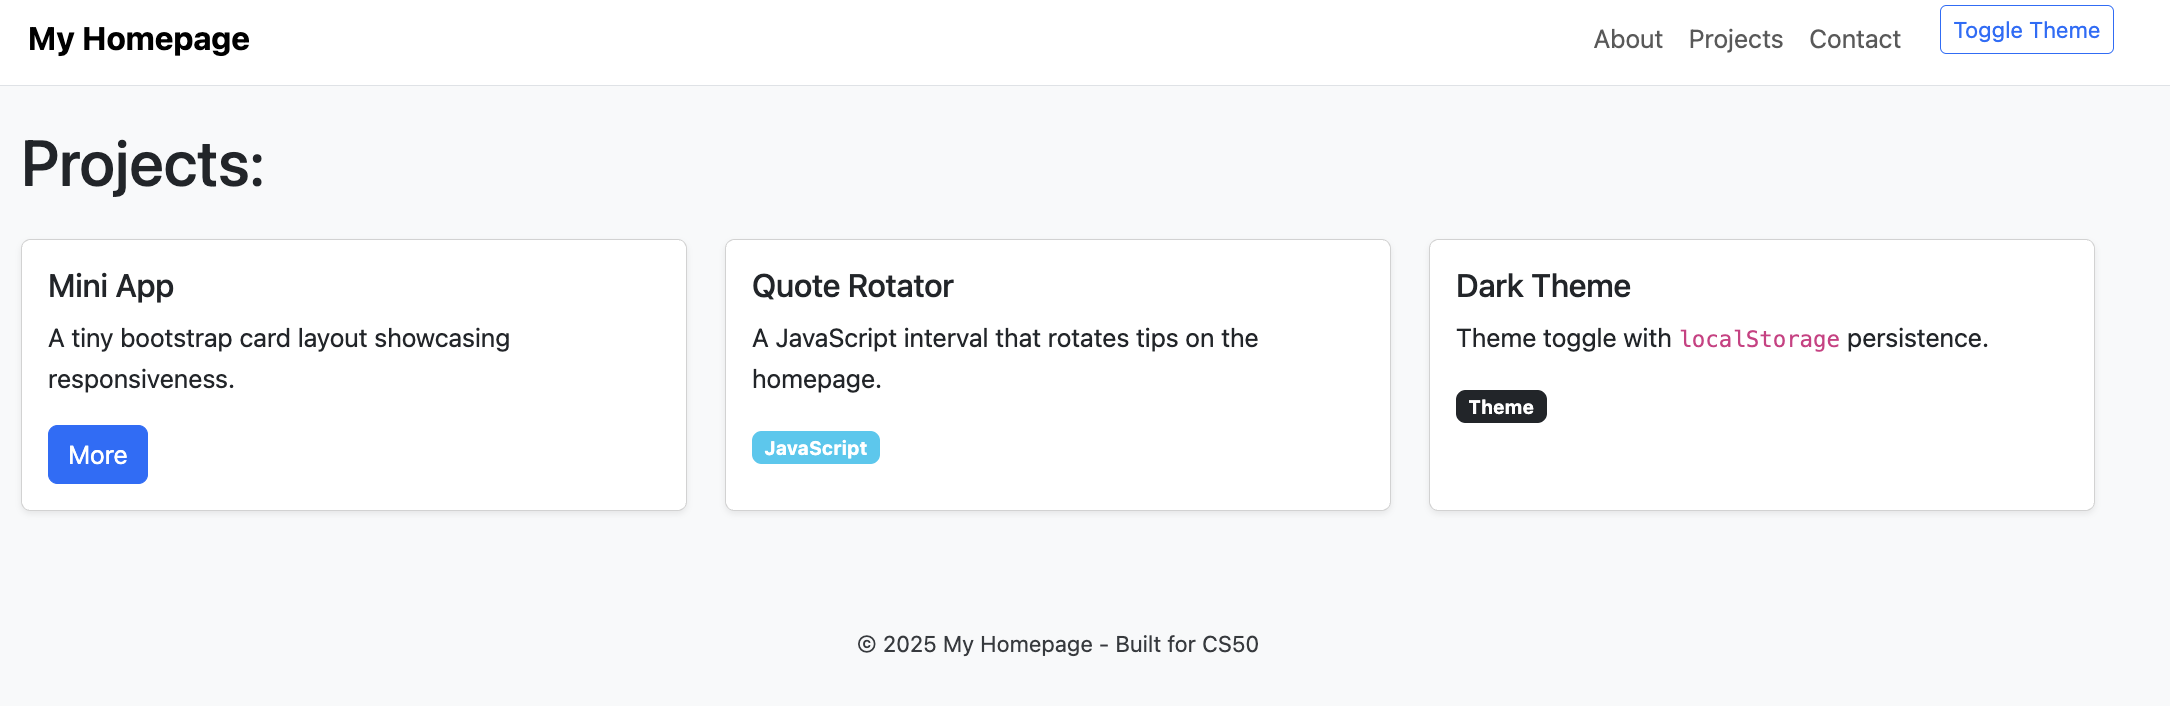 My Homepage
About Projects Contact Toggle Theme
Projects:
Mini App
A tiny bootstrap card layout showcasing
responsiveness.
More
Quote Rotator
A JavaScript interval that rotates tips on the
homepage.
JavaScript
Dark Theme
Theme toggle with localStorage persistence.
Theme
© 2025 My Homepage - Built for CS50